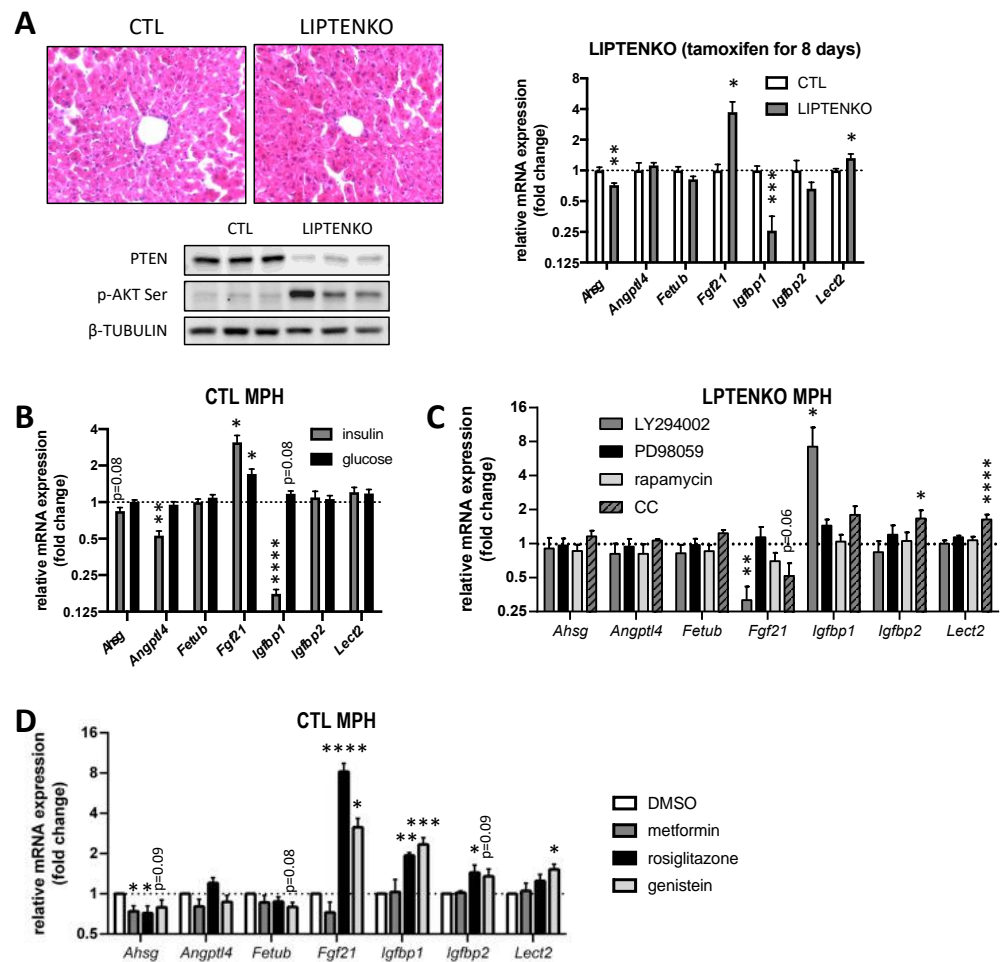 A
CTL
LIPTENKO
CTL
LIPTENKO
PTEN
p-AKT Ser
β-TUBULIN
LIPTENKO (tamoxifen for 8 days)
relative mRNA expression
(fold change)
8
4
2
1
0.5
0.25
0.125
CTL
LIPTENKO
**
*
***
*
Ahsg
Angptl4
Fetub
Fgf21
Igfbp1
Igfbp2
Lect2
B
CTL MPH
relative mRNA expression
(fold change)
4
2
1
0.5
0.25
0.125
insulin
glucose
p=0.08
**
*
*
****
p=0.08
Ahsg
Angptl4
Fetub
Fgf21
Igfbp1
Igfbp2
Lect2
C
LPTENKO MPH
relative mRNA expression
(fold change)
16
8
4
2
1
0.5
0.25
LY294002
PD98059
rapamycin
CC
**
p=0.06
*
*
****
Ahsg
Angptl4
Fetub
Fgf21
Igfbp1
Igfbp2
Lect2
D
CTL MPH
relative mRNA expression
(fold change)
16
8
4
2
1
0.5
* *
p=0.09
p=0.08
****
*
**
***
*
p=0.09
*
Ahsg
Angptl4
Fetub
Fgf21
Igfbp1
Igfbp2
Lect2
DMSO
metformin
rosiglitazone
genistein